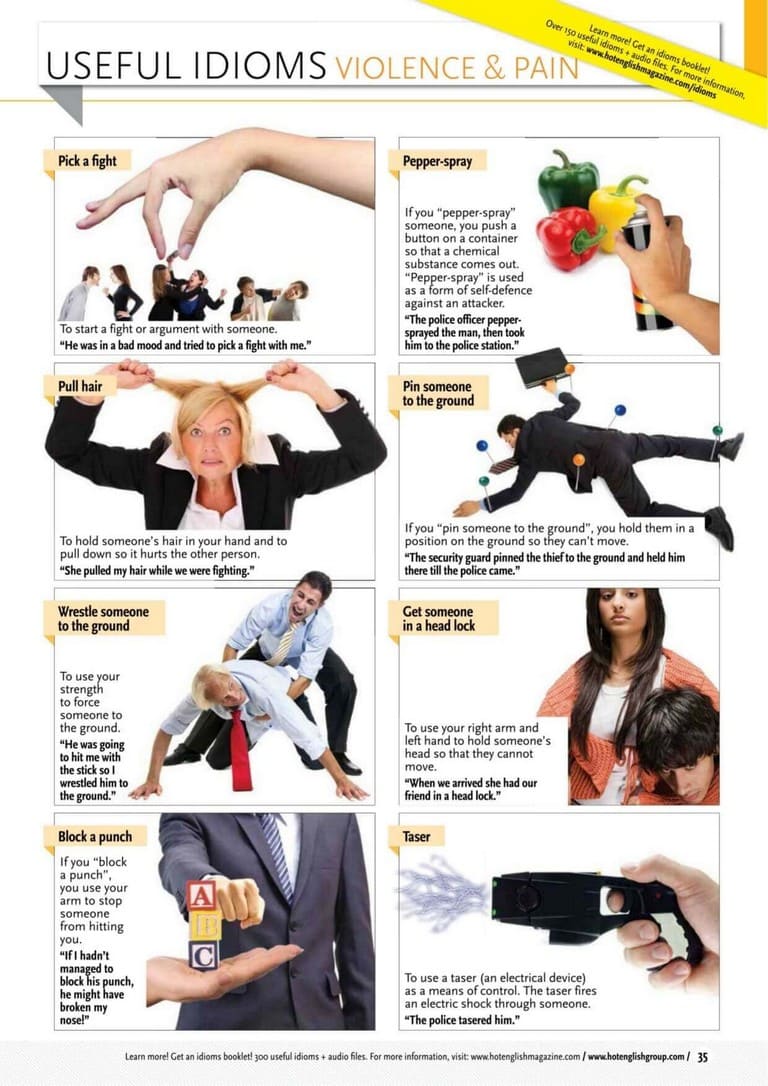 Learn more! Get an idioms booklet!
Over 150 useful idioms + audio files. For more information,
visit: www.hotenglishmagazine.com/idioms
USEFUL IDIOMS VIOLENCE & PAIN
Pick a fight
To start a fight or argument with someone.
“He was in a bad mood and tried to pick a fight with me.”
Pepper-spray
If you “pepper-spray”
someone, you push a
button on a container
so that a chemical
substance comes out.
“Pepper-spray” is used
as a form of self-defence
against an attacker.
“The police officer pepper-
sprayed the man, then took
him to the police station.”
Pull hair
To hold someone’s hair in your hand and to
pull down so it hurts the other person.
“She pulled my hair while we were fighting.”
Pin someone
to the ground
If you “pin someone to the ground”, you hold them in a
position on the ground so they can’t move.
“The security guard pinned the thief to the ground and held him
there till the police came.”
Wrestle someone
to the ground
To use your
strength
to force
someone to
the ground.
“He was going
to hit me with
the stick so I
wrestled him to
the ground.”
Get someone
in a head lock
To use your right arm and
left hand to hold someone’s
head so that they cannot
move.
“When we arrived she had our
friend in a head lock.”
Block a punch
If you “block
a punch”,
you use your
arm to stop
someone
from hitting
you.
“If I hadn’t
managed to
block his punch,
he might have
broken my
nose!”
A
B
C
Taser
To use a taser (an electrical device)
as a means of control. The taser fires
an electric shock through someone.
“The police tasered him.”
Learn more! Get an idioms booklet! 300 useful idioms + audio files. For more information, visit: www.hotenglishmagazine.com / www.hotenglishgroup.com / 35